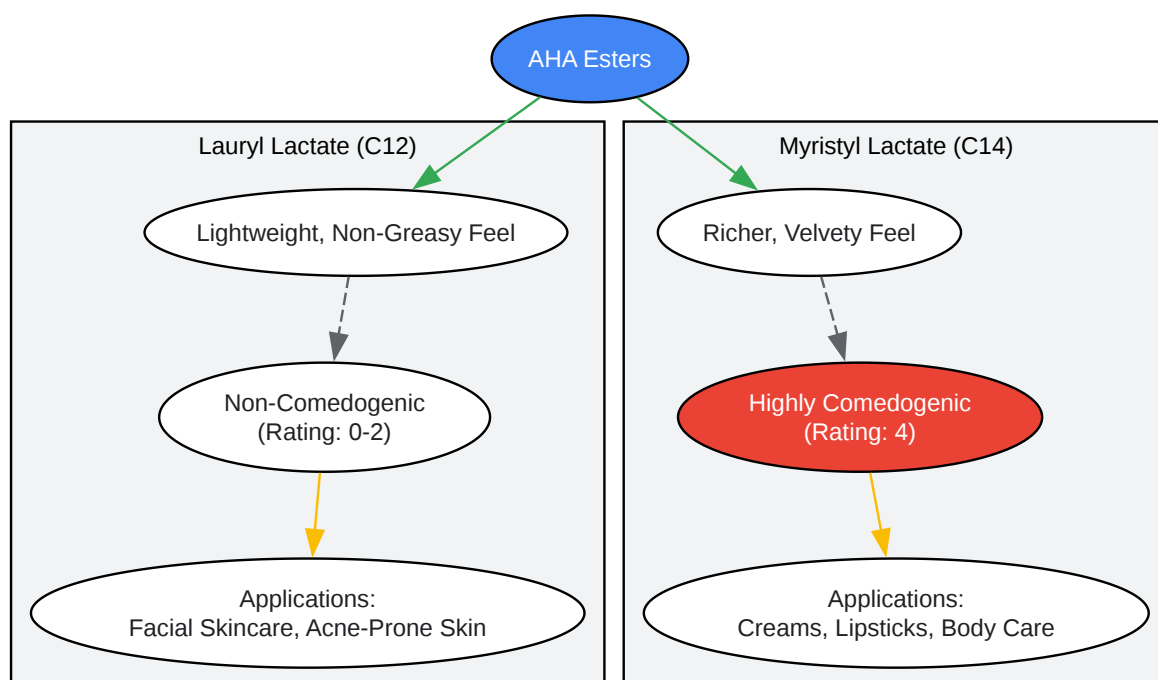 AHA Esters
Lauryl Lactate (C12)
Lightweight, Non-Greasy Feel
Non-Comedogenic
(Rating: 0-2)
Applications:
Facial Skincare, Acne-Prone Skin
Myristyl Lactate (C14)
Richer, Velvety Feel
Highly Comedogenic
(Rating: 4)
Applications:
Creams, Lipsticks, Body Care